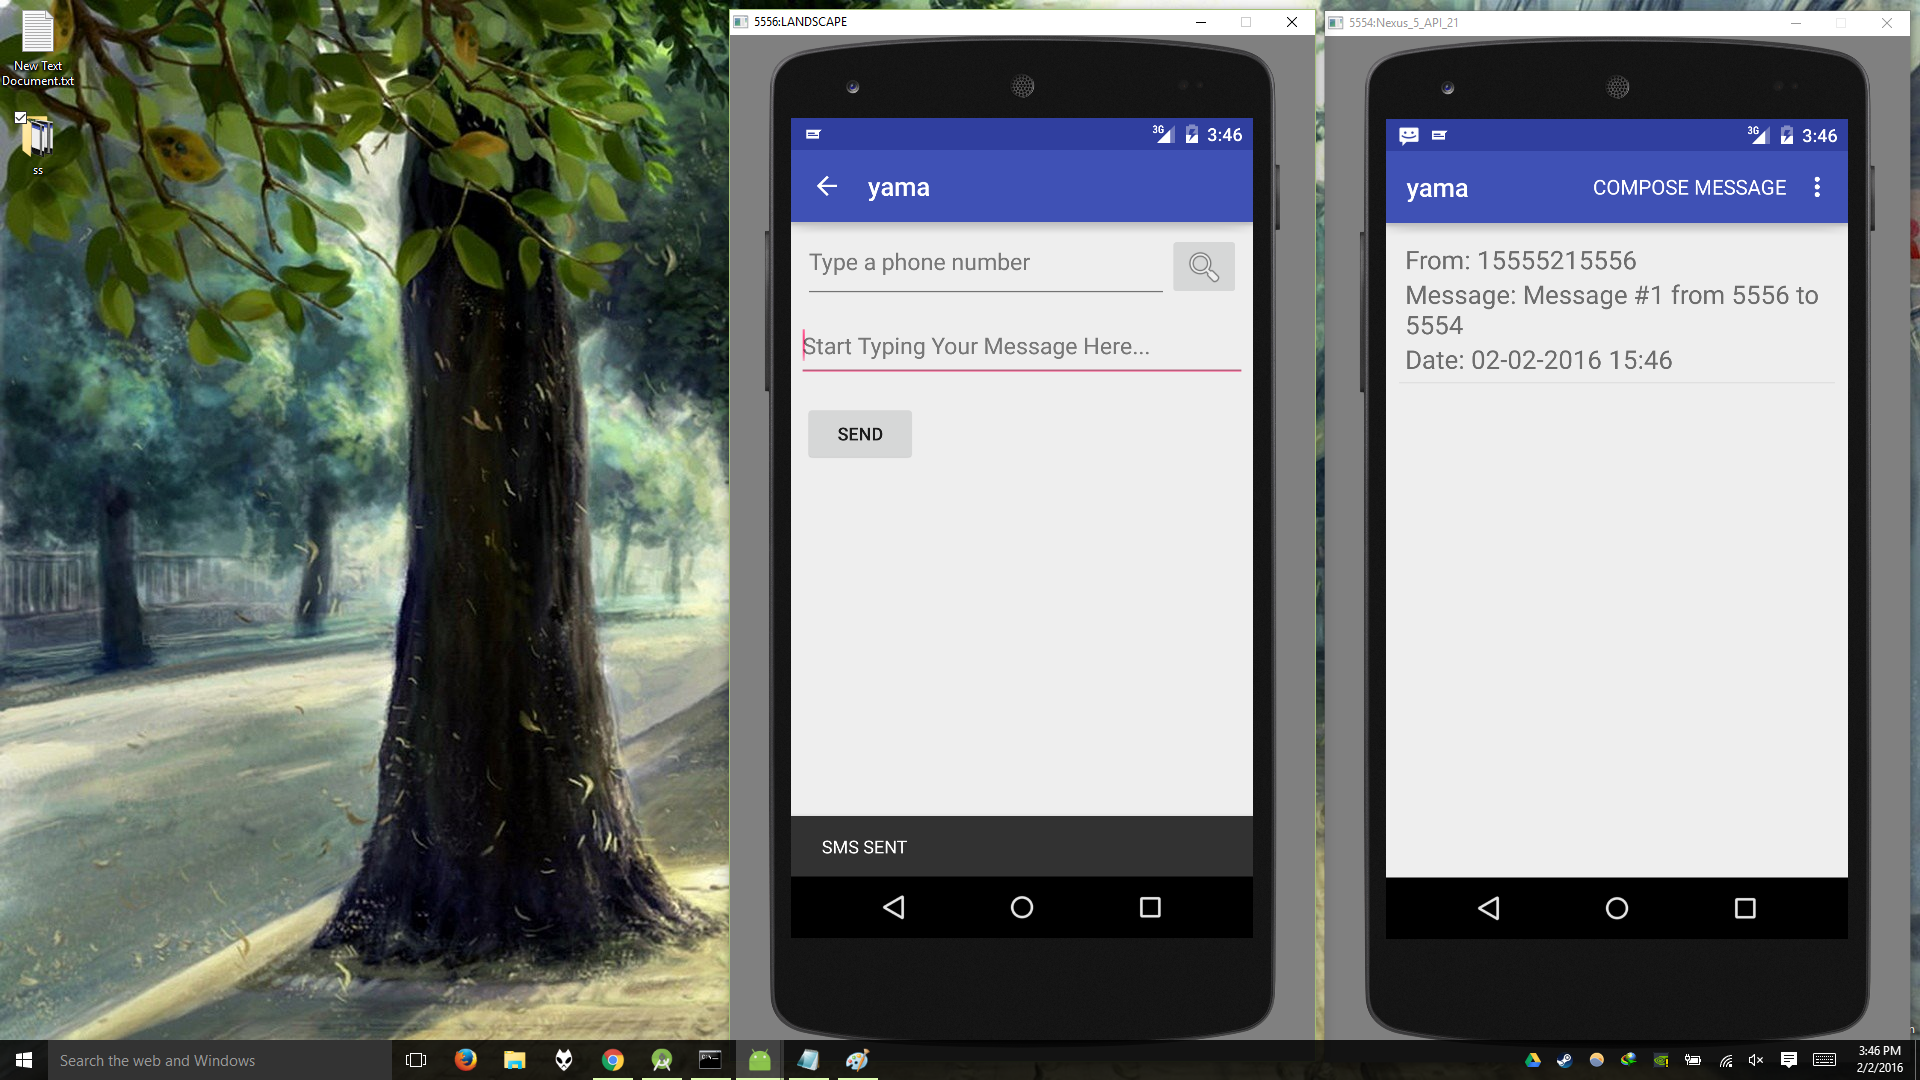 New Text
Document.txt
ss
5556:LANDSCAPE
3G
3:46
yama
Type a phone number
Start Typing Your Message Here...
SEND
SMS SENT
5554:Nexus_5_API_21
3G
3:46
yama
COMPOSE MESSAGE
From: 15555215556
Message: Message #1 from 5556 to
5554
Date: 02-02-2016 15:46
Search the web and Windows
3:46 PM
2/2/2016